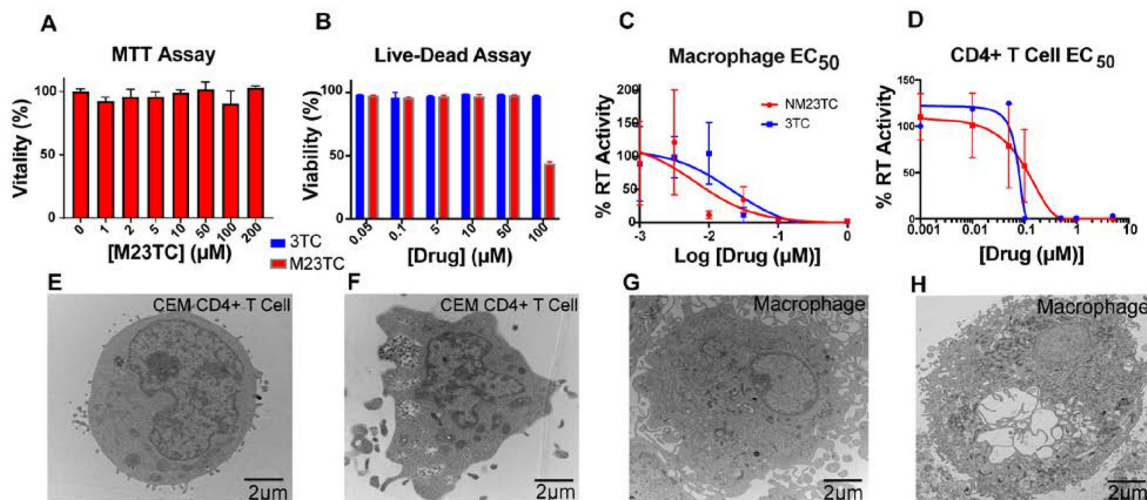 A
MTT Assay
Vitality (%)
100
50
0
0 1 2 5 10 50 100 200
[M23TC] (µM)
B
Live-Dead Assay
Viability (%)
100
50
0
0.05 0.1 5 10 50 100
[Drug] (µM)
3TC
M23TC
C
Macrophage EC50
% RT Activity
200
150
100
50
0
-3 -2 -1 0
Log [Drug (µM)]
NM23TC
3TC
D
CD4+ T Cell EC50
% RT Activity
150
100
50
0
0.001 0.01 0.1 1 10
[Drug (µM)]
E
CEM CD4+ T Cell
2µm
F
CEM CD4+ T Cell
2µm
G
Macrophage
2µm
H
Macrophage
2µm